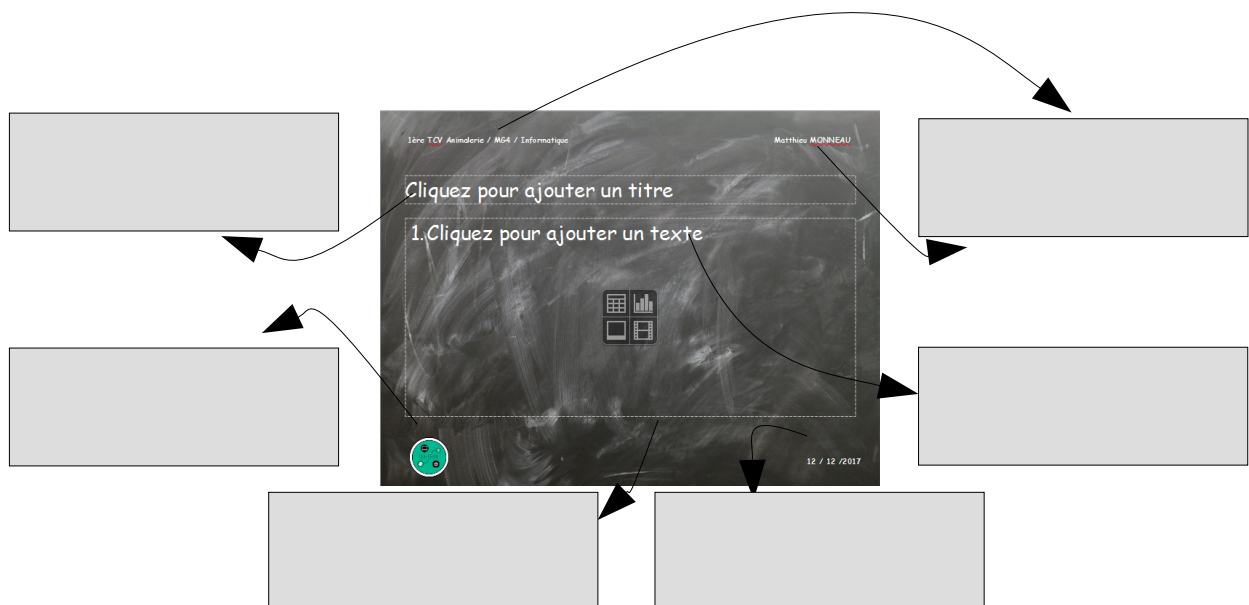 1ère TCV Animalerie / MG4 / Informatique
Matthieu MONNEAU
Cliquez pour ajouter un titre
1. Cliquez pour ajouter un texte
12 / 12 /2017